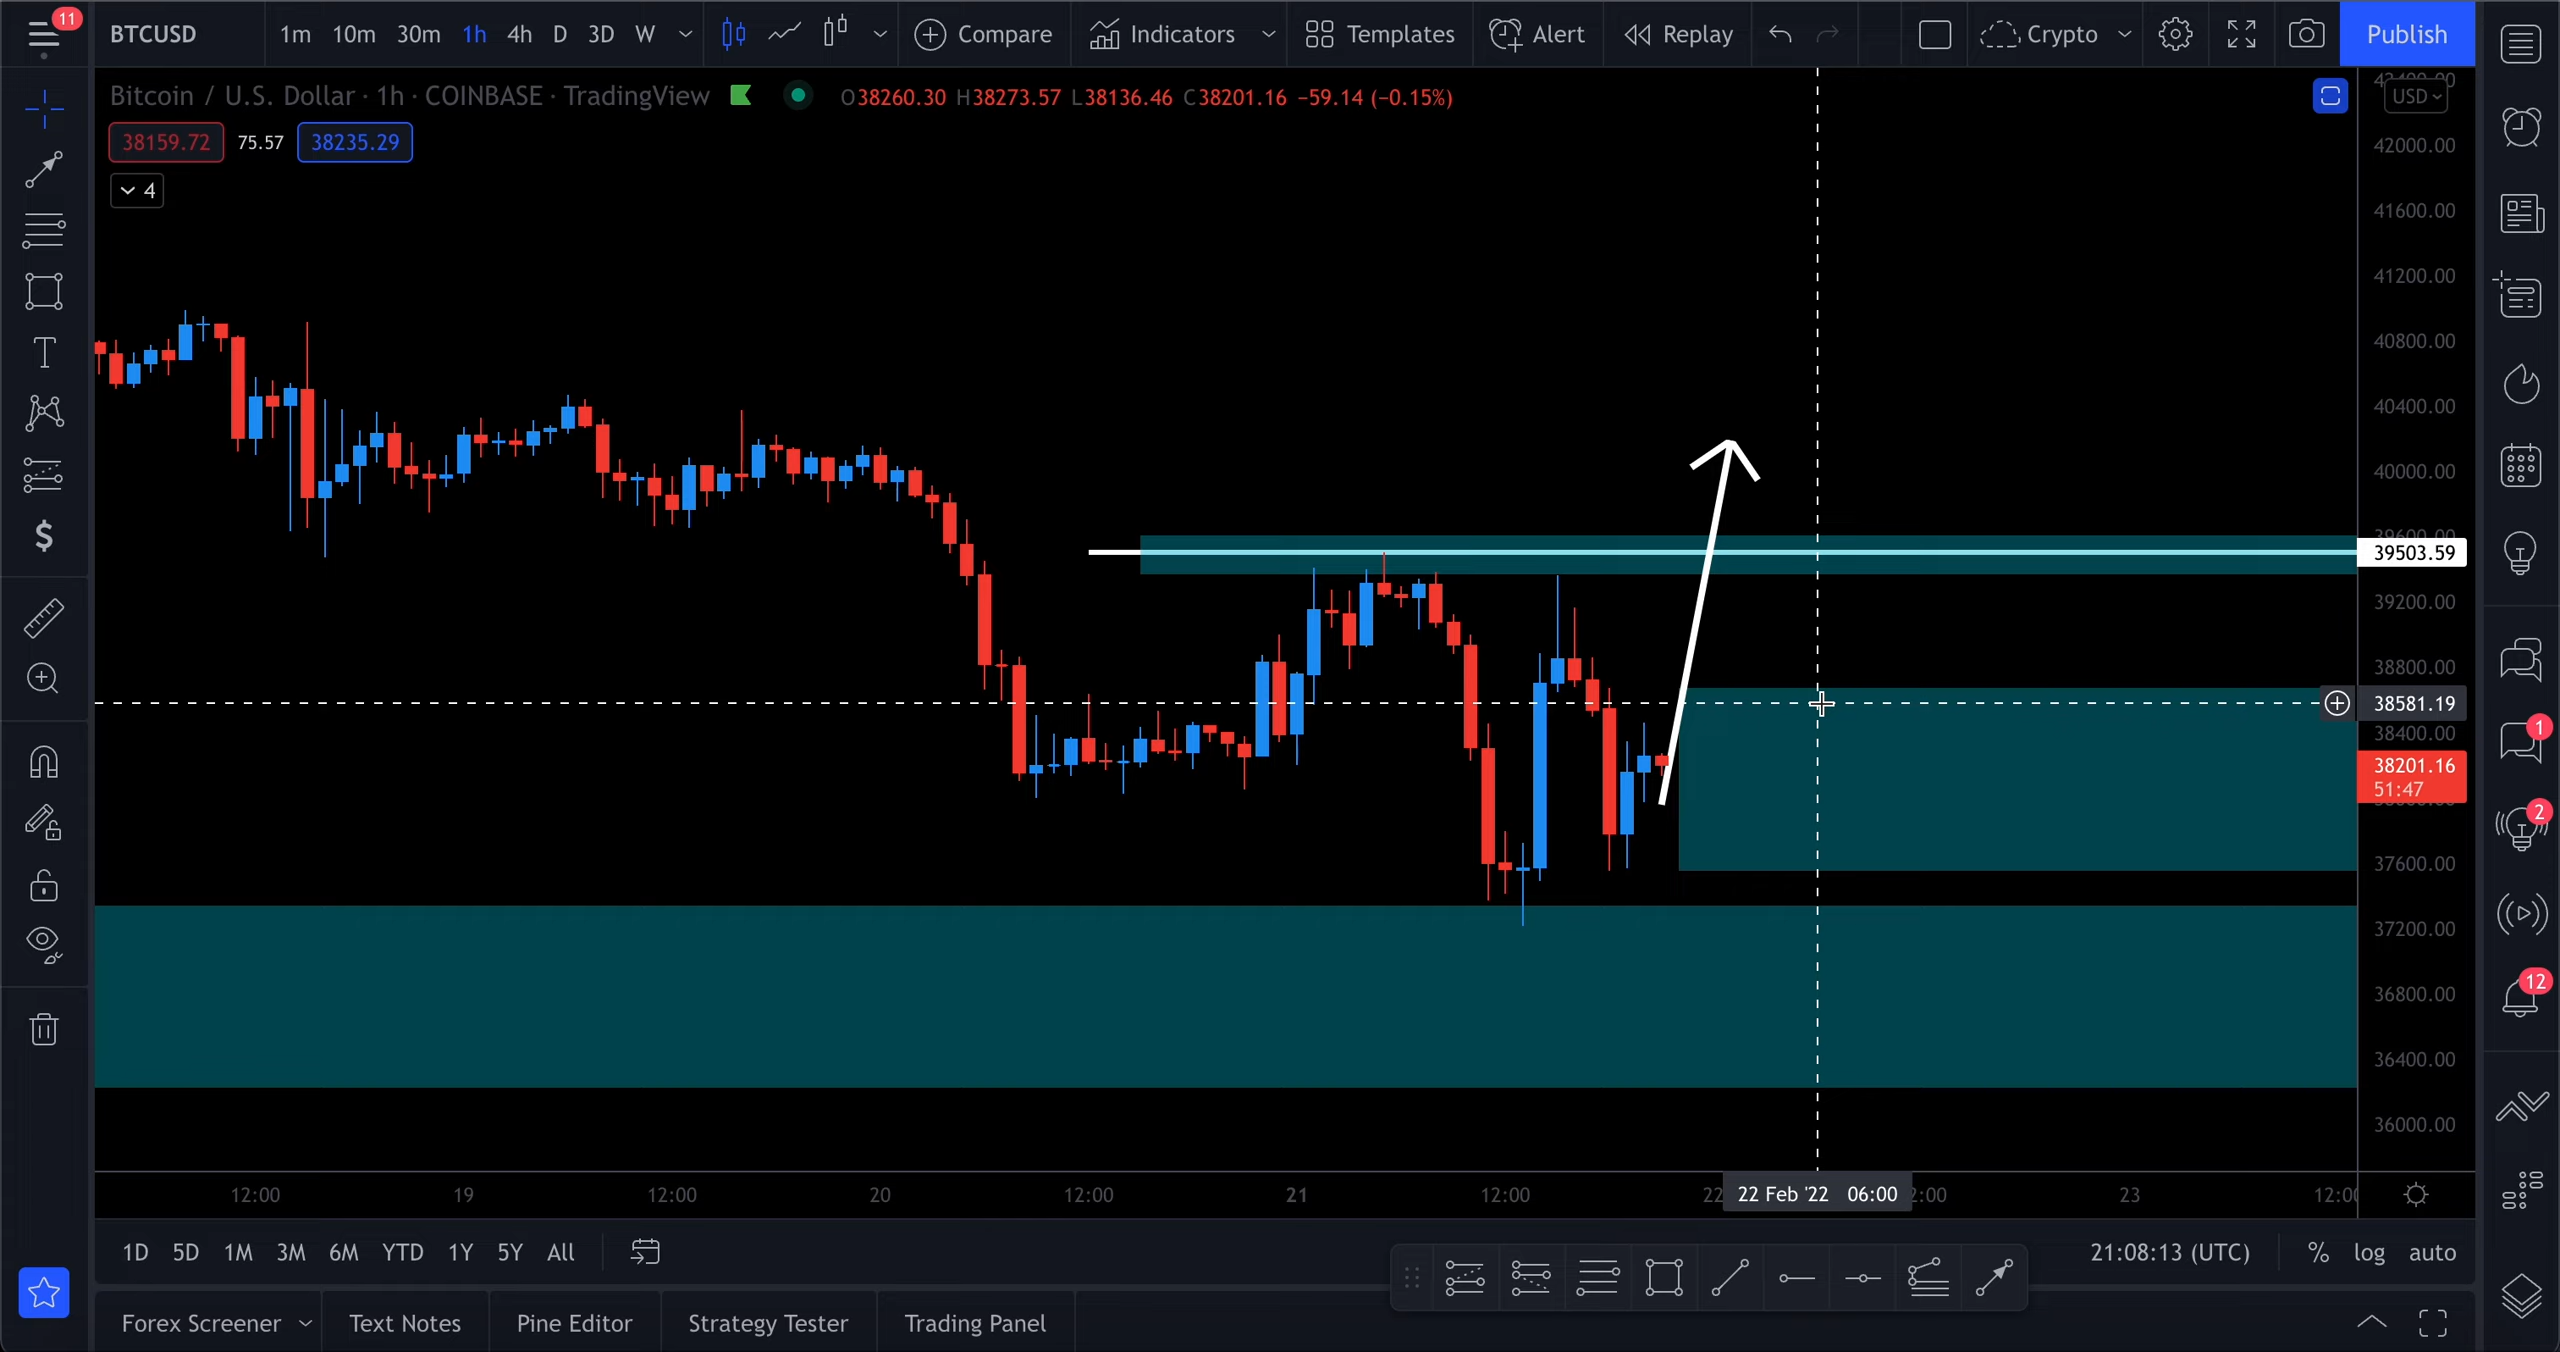 11
BTCUSD
1m 10m 30m 1h 4h D 3D W
Compare
Indicators
Templates
Alert
Replay
Crypto
Publish
Bitcoin / U.S. Dollar · 1h · COINBASE · TradingView
O38260.30 H38273.57 L38136.46 C38201.16 −59.14 (−0.15%)
38159.72 75.57 38235.29
4
USD
42000.00
41600.00
41200.00
40800.00
40400.00
40000.00
39503.59
39200.00
38800.00
38581.19
38400.00
38201.16
51:47
37600.00
37200.00
36800.00
36400.00
36000.00
1
2
12
12:00 19 12:00 20 12:00 21 12:00 22 22 Feb '22 06:00 2:00 23 12:00
1D 5D 1M 3M 6M YTD 1Y 5Y All
21:08:13 (UTC) % log auto
Forex Screener Text Notes Pine Editor Strategy Tester Trading Panel